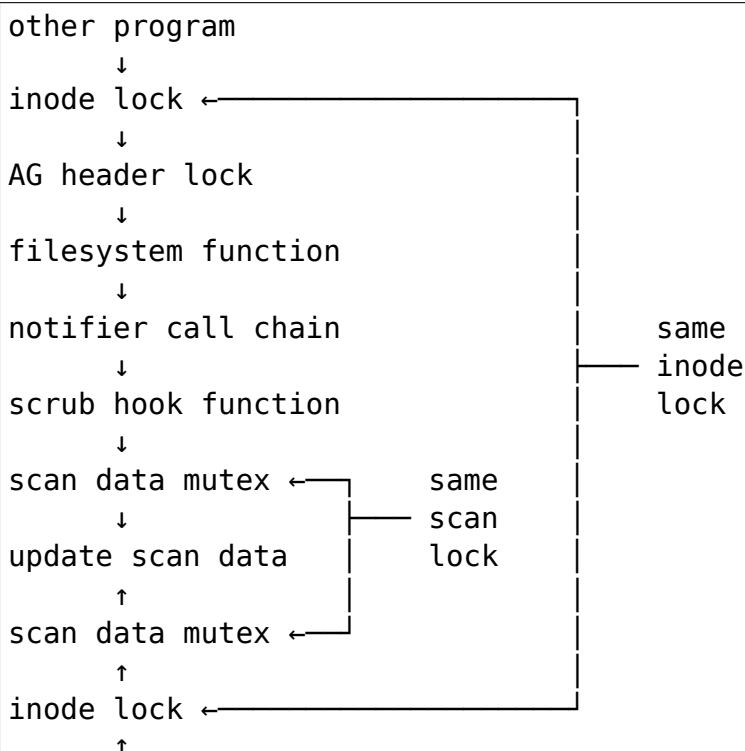 other program
↓
inode lock ←
↓
AG header lock
↓
filesystem function
↓
notifier call chain same
↓ inode
scrub hook function lock
↓
scan data mutex ← same
↓ scan
update scan data lock
↑
scan data mutex ←
↑
inode lock ←
↑